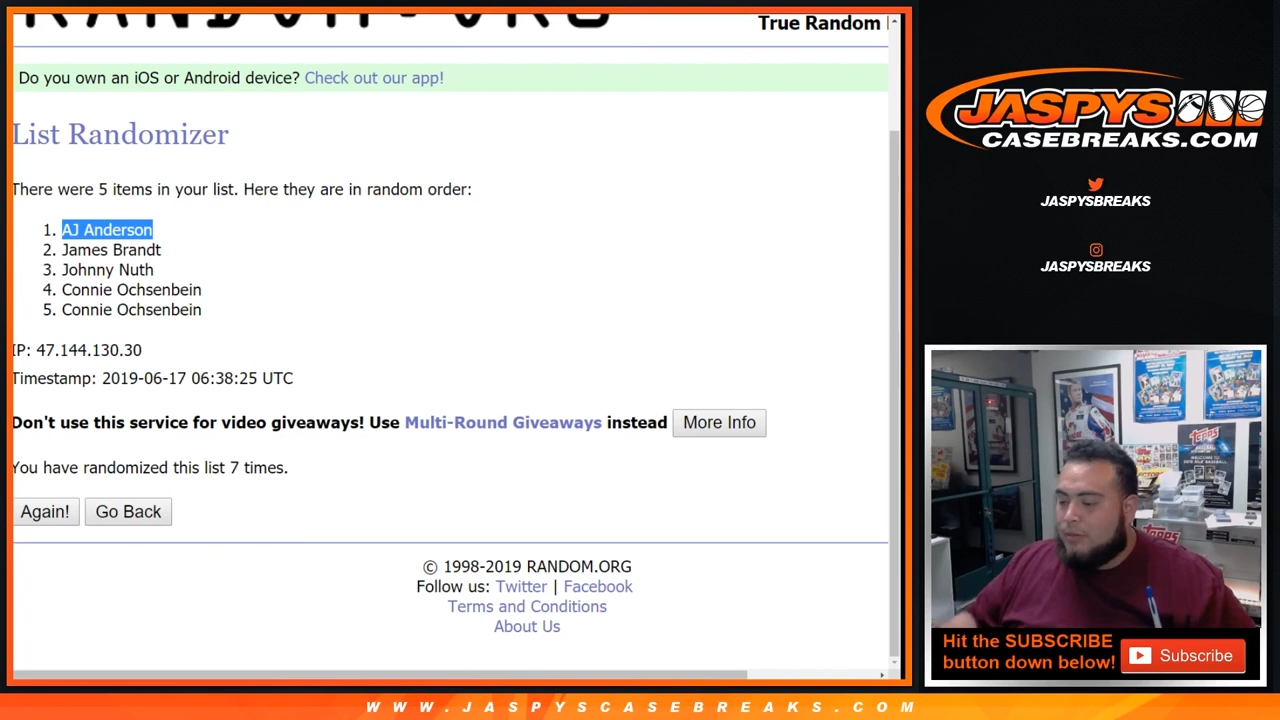 True Random
Do you own an iOS or Android device? Check out our app!
List Randomizer
There were 5 items in your list. Here they are in random order:
1. AJ Anderson
2. James Brandt
3. Johnny Nuth
4. Connie Ochsenbein
5. Connie Ochsenbein
IP: 47.144.130.30
Timestamp: 2019-06-17 06:38:25 UTC
Don't use this service for video giveaways! Use Multi-Round Giveaways instead More Info
You have randomized this list 7 times.
Again! Go Back
© 1998-2019 RANDOM.ORG
Follow us: Twitter | Facebook
Terms and Conditions
About Us
JASPYS
CASEBREAKS.COM
JASPYSBREAKS
JASPYSBREAKS
Topps
Topps
Hit the SUBSCRIBE
button down below!
Subscribe
WWW.JASPYSCASEBREAKS.COM